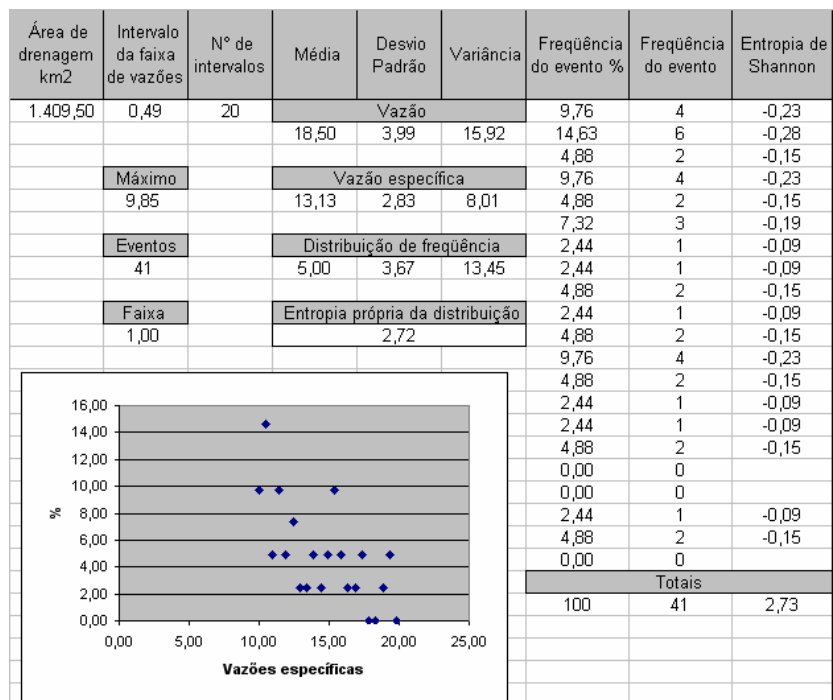 Área de drenagem km2 Intervalo da faixa de vazões N° de intervalos Média Desvio Padrão Variância Freqüência do evento % Freqüência do evento Entropia de Shannon
1.409,50 0,49 20 Vazão 9,76 4 -0,23
18,50 3,99 15,92 14,63 6 -0,28
4,88 2 -0,15
Máximo Vazão específica 9,76 4 -0,23
9,85 13,13 2,83 8,01 4,88 2 -0,15
7,32 3 -0,19
Eventos Distribuição de freqüência 2,44 1 -0,09
41 5,00 3,67 13,45 2,44 1 -0,09
4,88 2 -0,15
Faixa Entropia própria da distribuição 2,44 1 -0,09
1,00 2,72 4,88 2 -0,15
9,76 4 -0,23
4,88 2 -0,15
2,44 1 -0,09
2,44 1 -0,09
4,88 2 -0,15
0,00 0
0,00 0
2,44 1 -0,09
4,88 2 -0,15
0,00 0
Totais
100 41 2,73
16,00
14,00
12,00
10,00
8,00
6,00
4,00
2,00
0,00
%
0,00 5,00 10,00 15,00 20,00 25,00
Vazões específicas